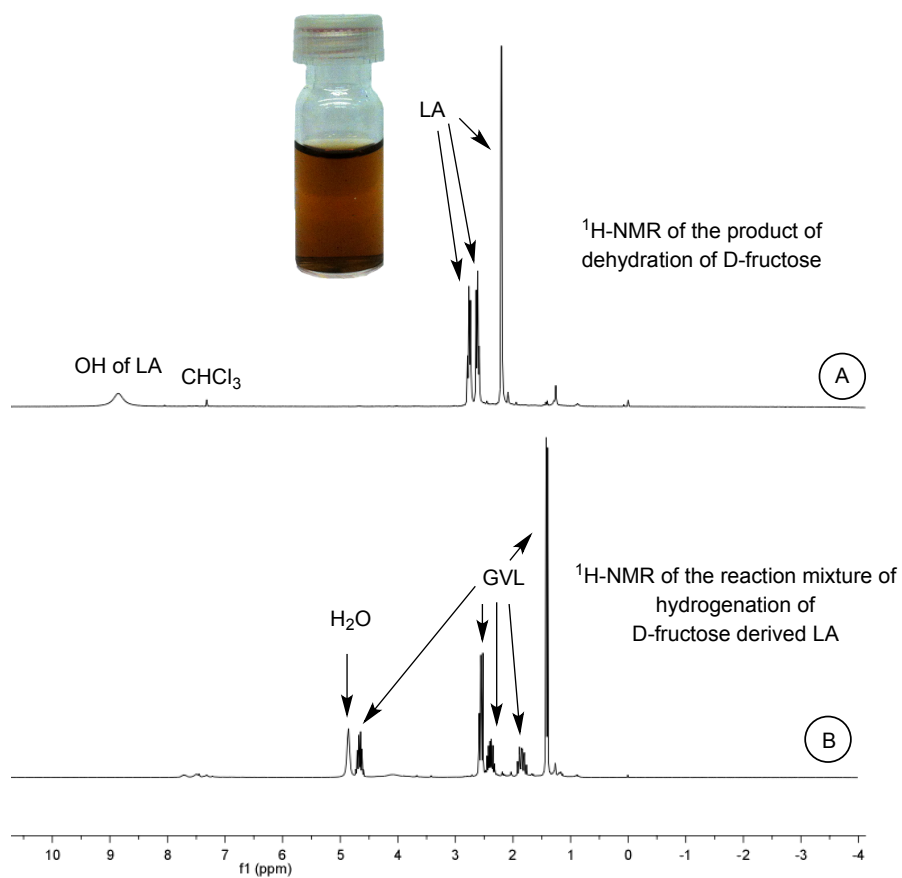 LA
¹H-NMR of the product of
dehydration of D-fructose
OH of LA
CHCl₃
A
¹H-NMR of the reaction mixture of
hydrogenation of
D-fructose derived LA
GVL
H₂O
B
10 9 8 7 6 5 4 3 2 1 0 -1 -2 -3 -4
f1 (ppm)